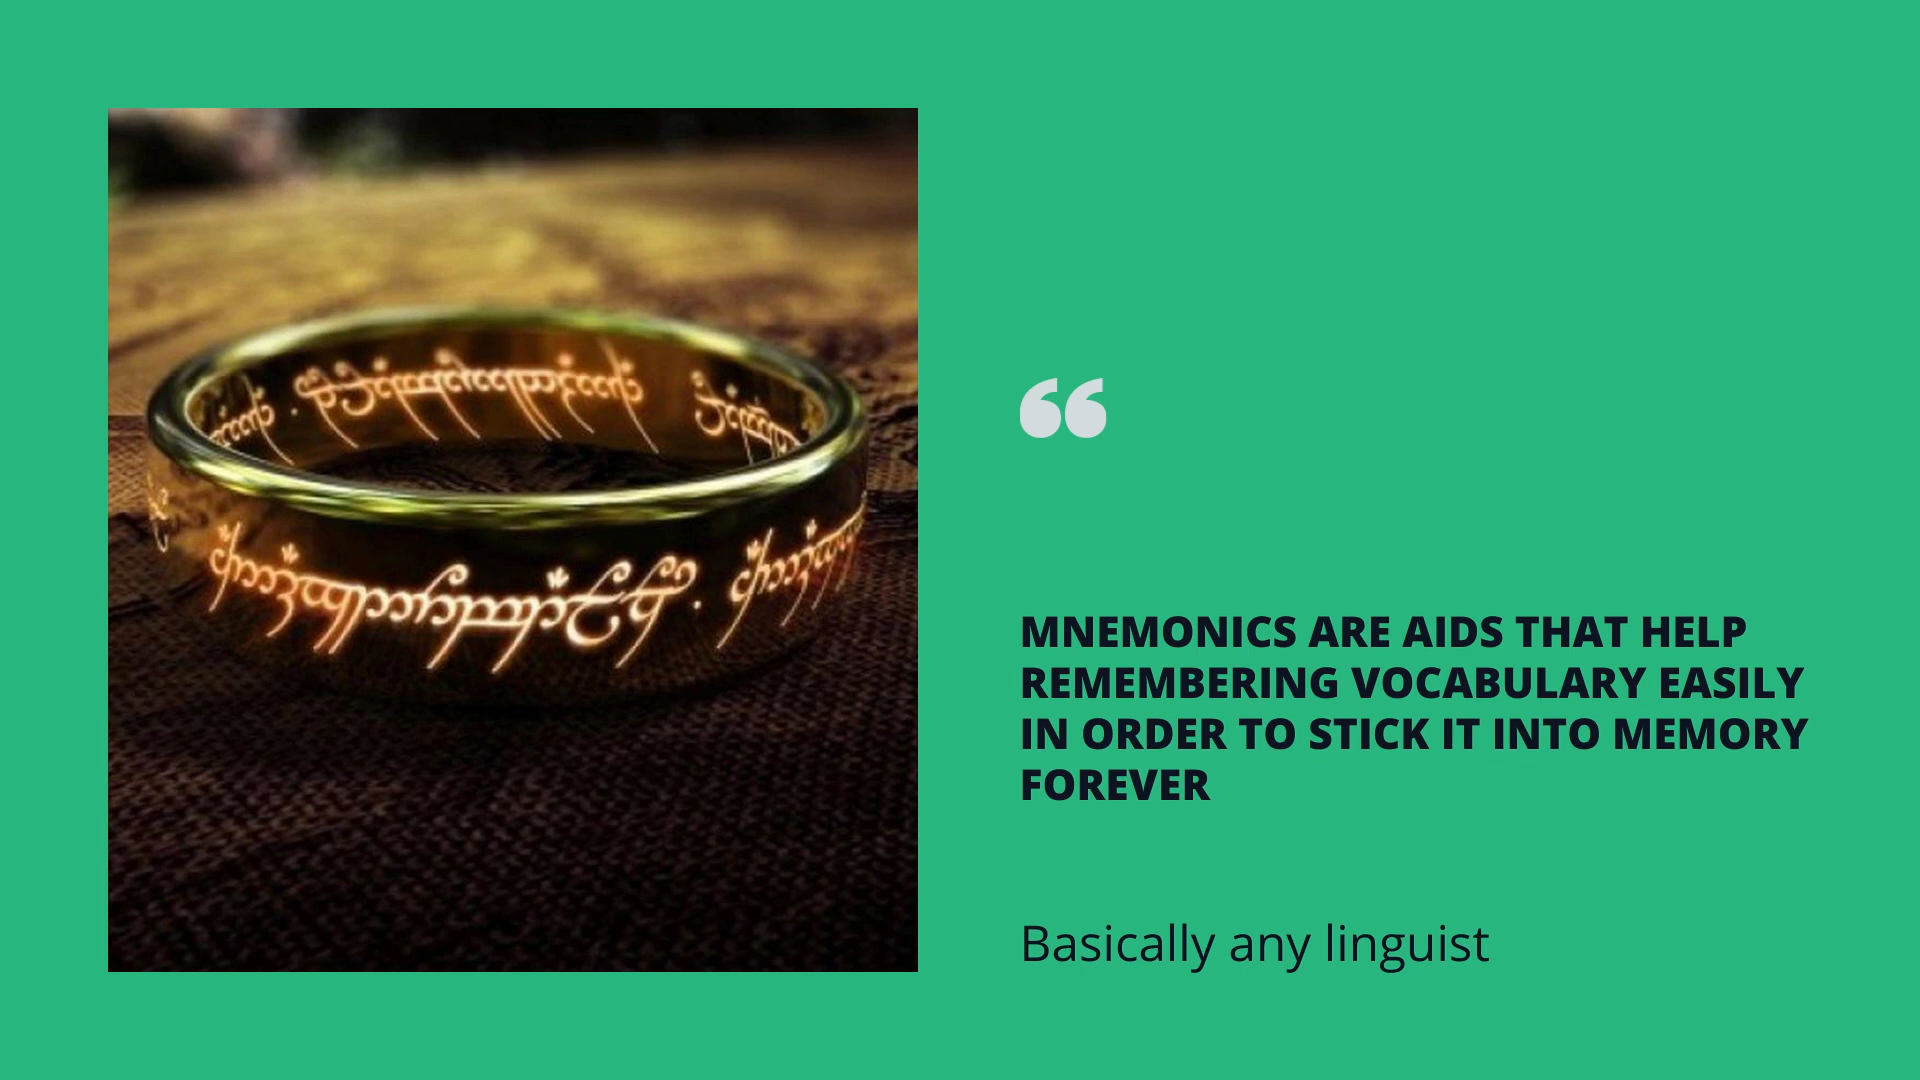 “
MNEMONICS ARE AIDS THAT HELP
REMEMBERING VOCABULARY EASILY
IN ORDER TO STICK IT INTO MEMORY
FOREVER
Basically any linguist